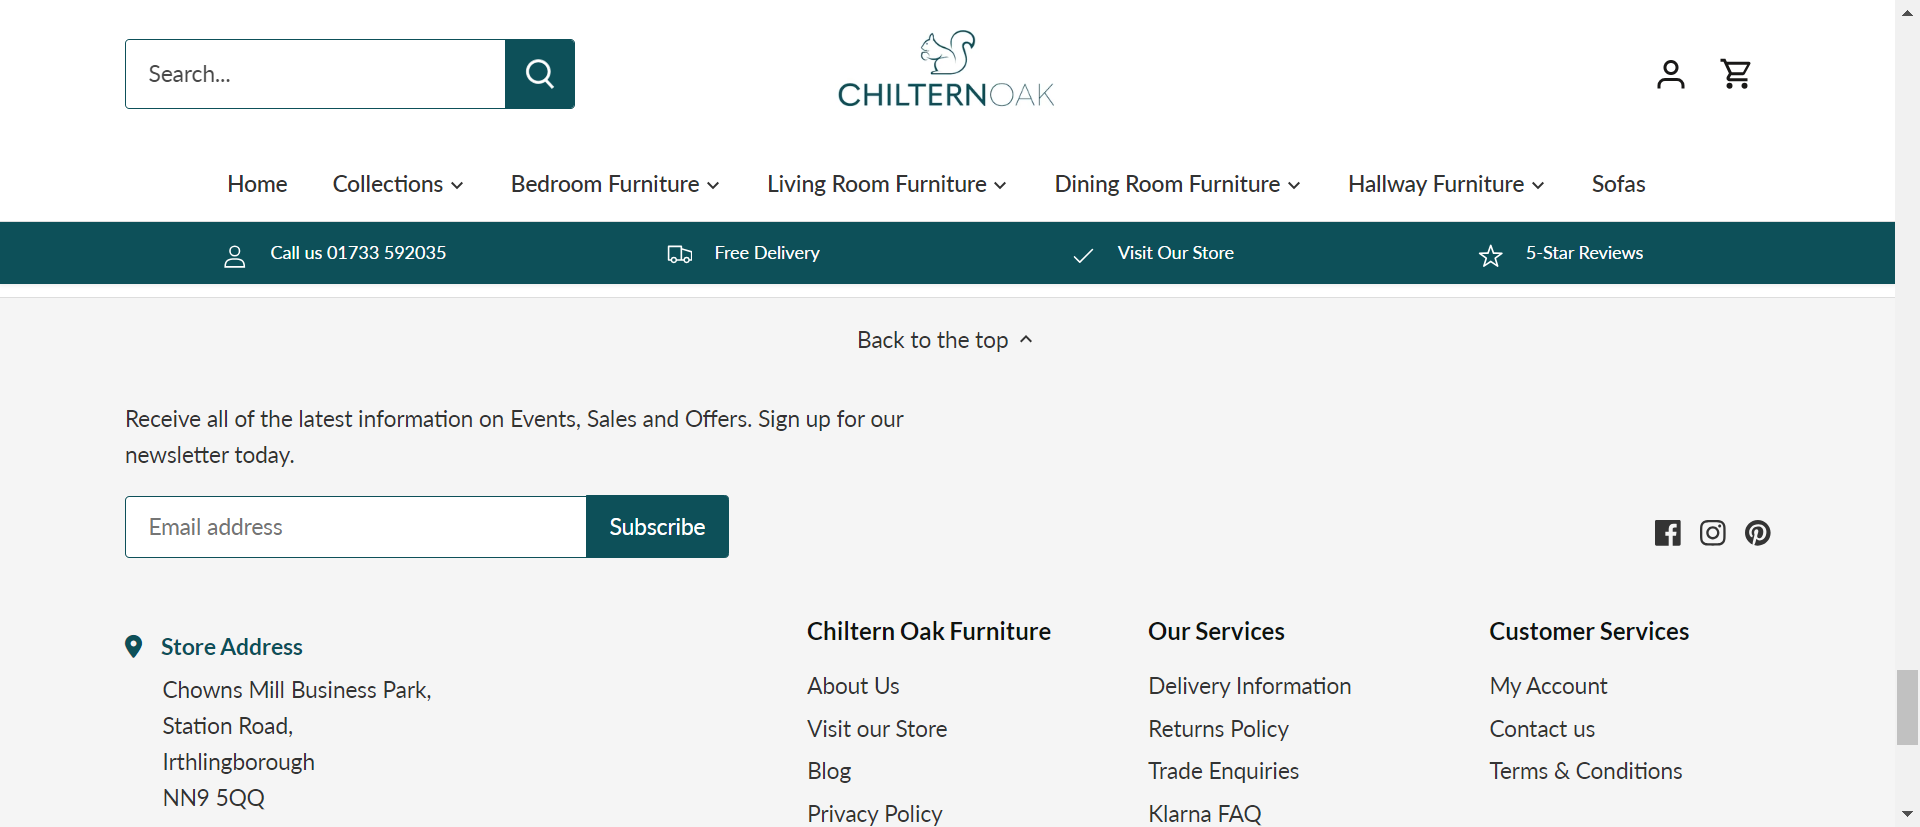 Search...
CHILTERNOAK
Home Collections Bedroom Furniture Living Room Furniture Dining Room Furniture Hallway Furniture Sofas
Call us 01733 592035 Free Delivery Visit Our Store 5-Star Reviews
Back to the top
Receive all of the latest information on Events, Sales and Offers. Sign up for our
newsletter today.
Email address Subscribe
Store Address
Chowns Mill Business Park,
Station Road,
Irthlingborough
NN9 5QQ
Chiltern Oak Furniture
About Us
Visit our Store
Blog
Privacy Policy
Our Services
Delivery Information
Returns Policy
Trade Enquiries
Klarna FAQ
Customer Services
My Account
Contact us
Terms & Conditions